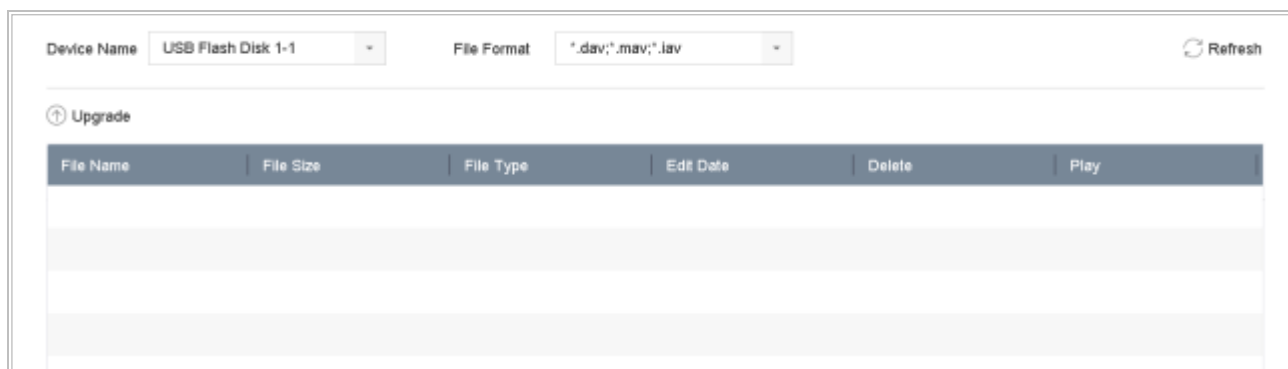 Device Name USB Flash Disk 1-1 File Format *.dav;*.mav;*.iav Refresh
Upgrade
File Name File Size File Type Edit Date Delete Play